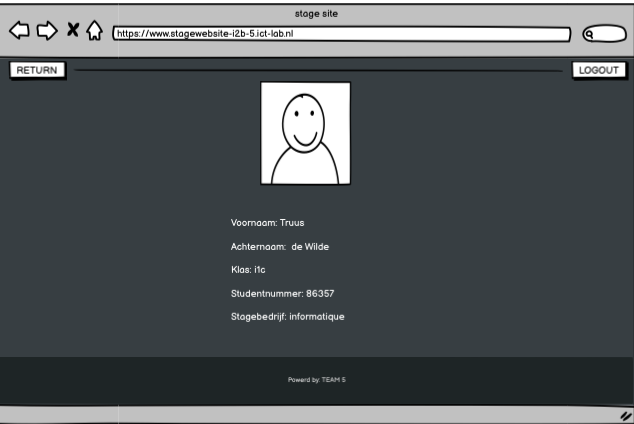 stage site
https://www.stagewebsite-i2b-5.ict-lab.nl
RETURN
LOGOUT
Voornaam: Truus
Achternaam: de Wilde
Klas: i1c
Studentnummer: 86357
Stagebedrijf: informatique
Powerd by: TEAM 5